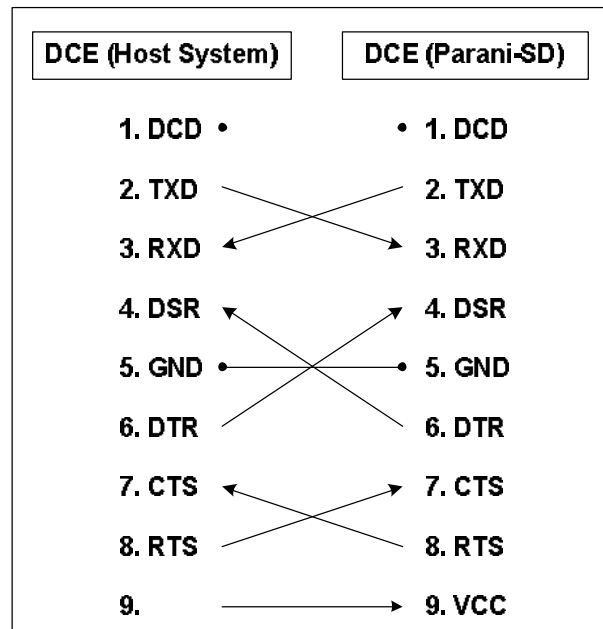 DCE (Host System) DCE (Parani-SD)
1. DCD 1. DCD
2. TXD 2. TXD
3. RXD 3. RXD
4. DSR 4. DSR
5. GND 5. GND
6. DTR 6. DTR
7. CTS 7. CTS
8. RTS 8. RTS
9. 9. VCC